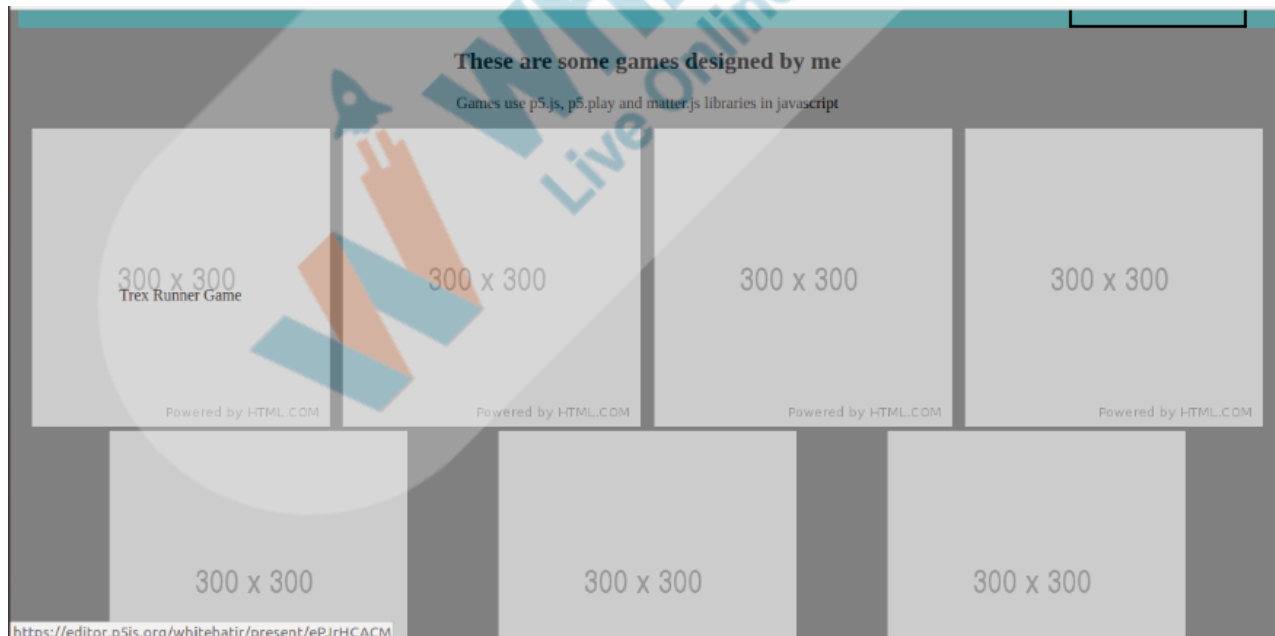 These are some games designed by me
Games use p5.js, p5.play and matter.js libraries in javascript
Live Online
300 x 300
Trex Runner Game
Powered by HTML.COM
300 x 300
Powered by HTML.COM
300 x 300
Powered by HTML.COM
300 x 300
Powered by HTML.COM
300 x 300
300 x 300
300 x 300
https://editor.p5js.org/whitehatjr/present/ePJrHCACM